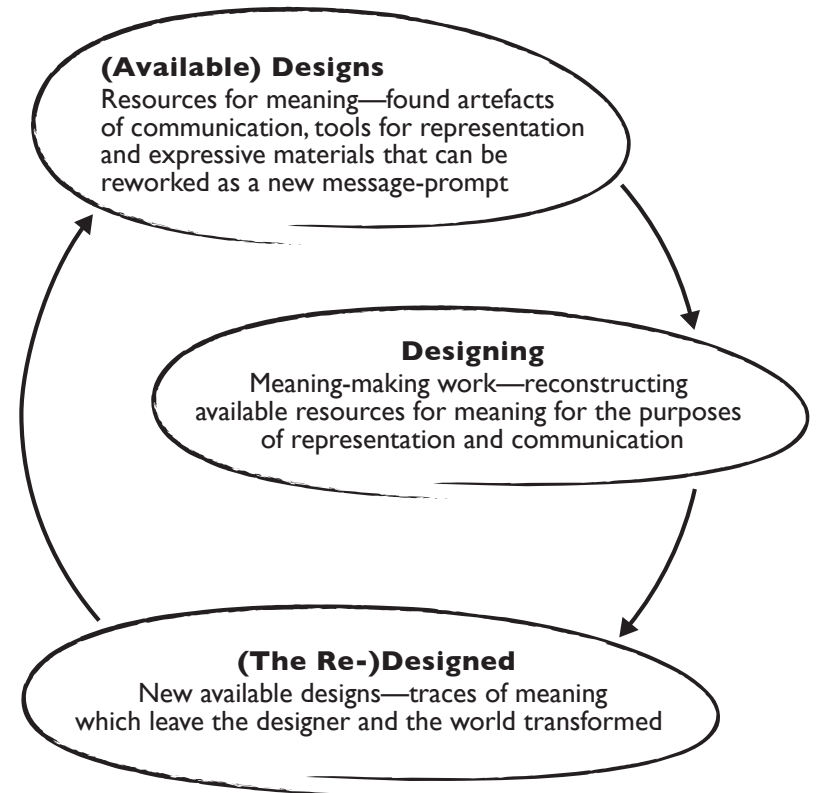 (Available) Designs
Resources for meaning—found artefacts
of communication, tools for representation
and expressive materials that can be
reworked as a new message-prompt
Designing
Meaning-making work—reconstructing
available resources for meaning for the purposes
of representation and communication
(The Re-)Designed
New available designs—traces of meaning
which leave the designer and the world transformed